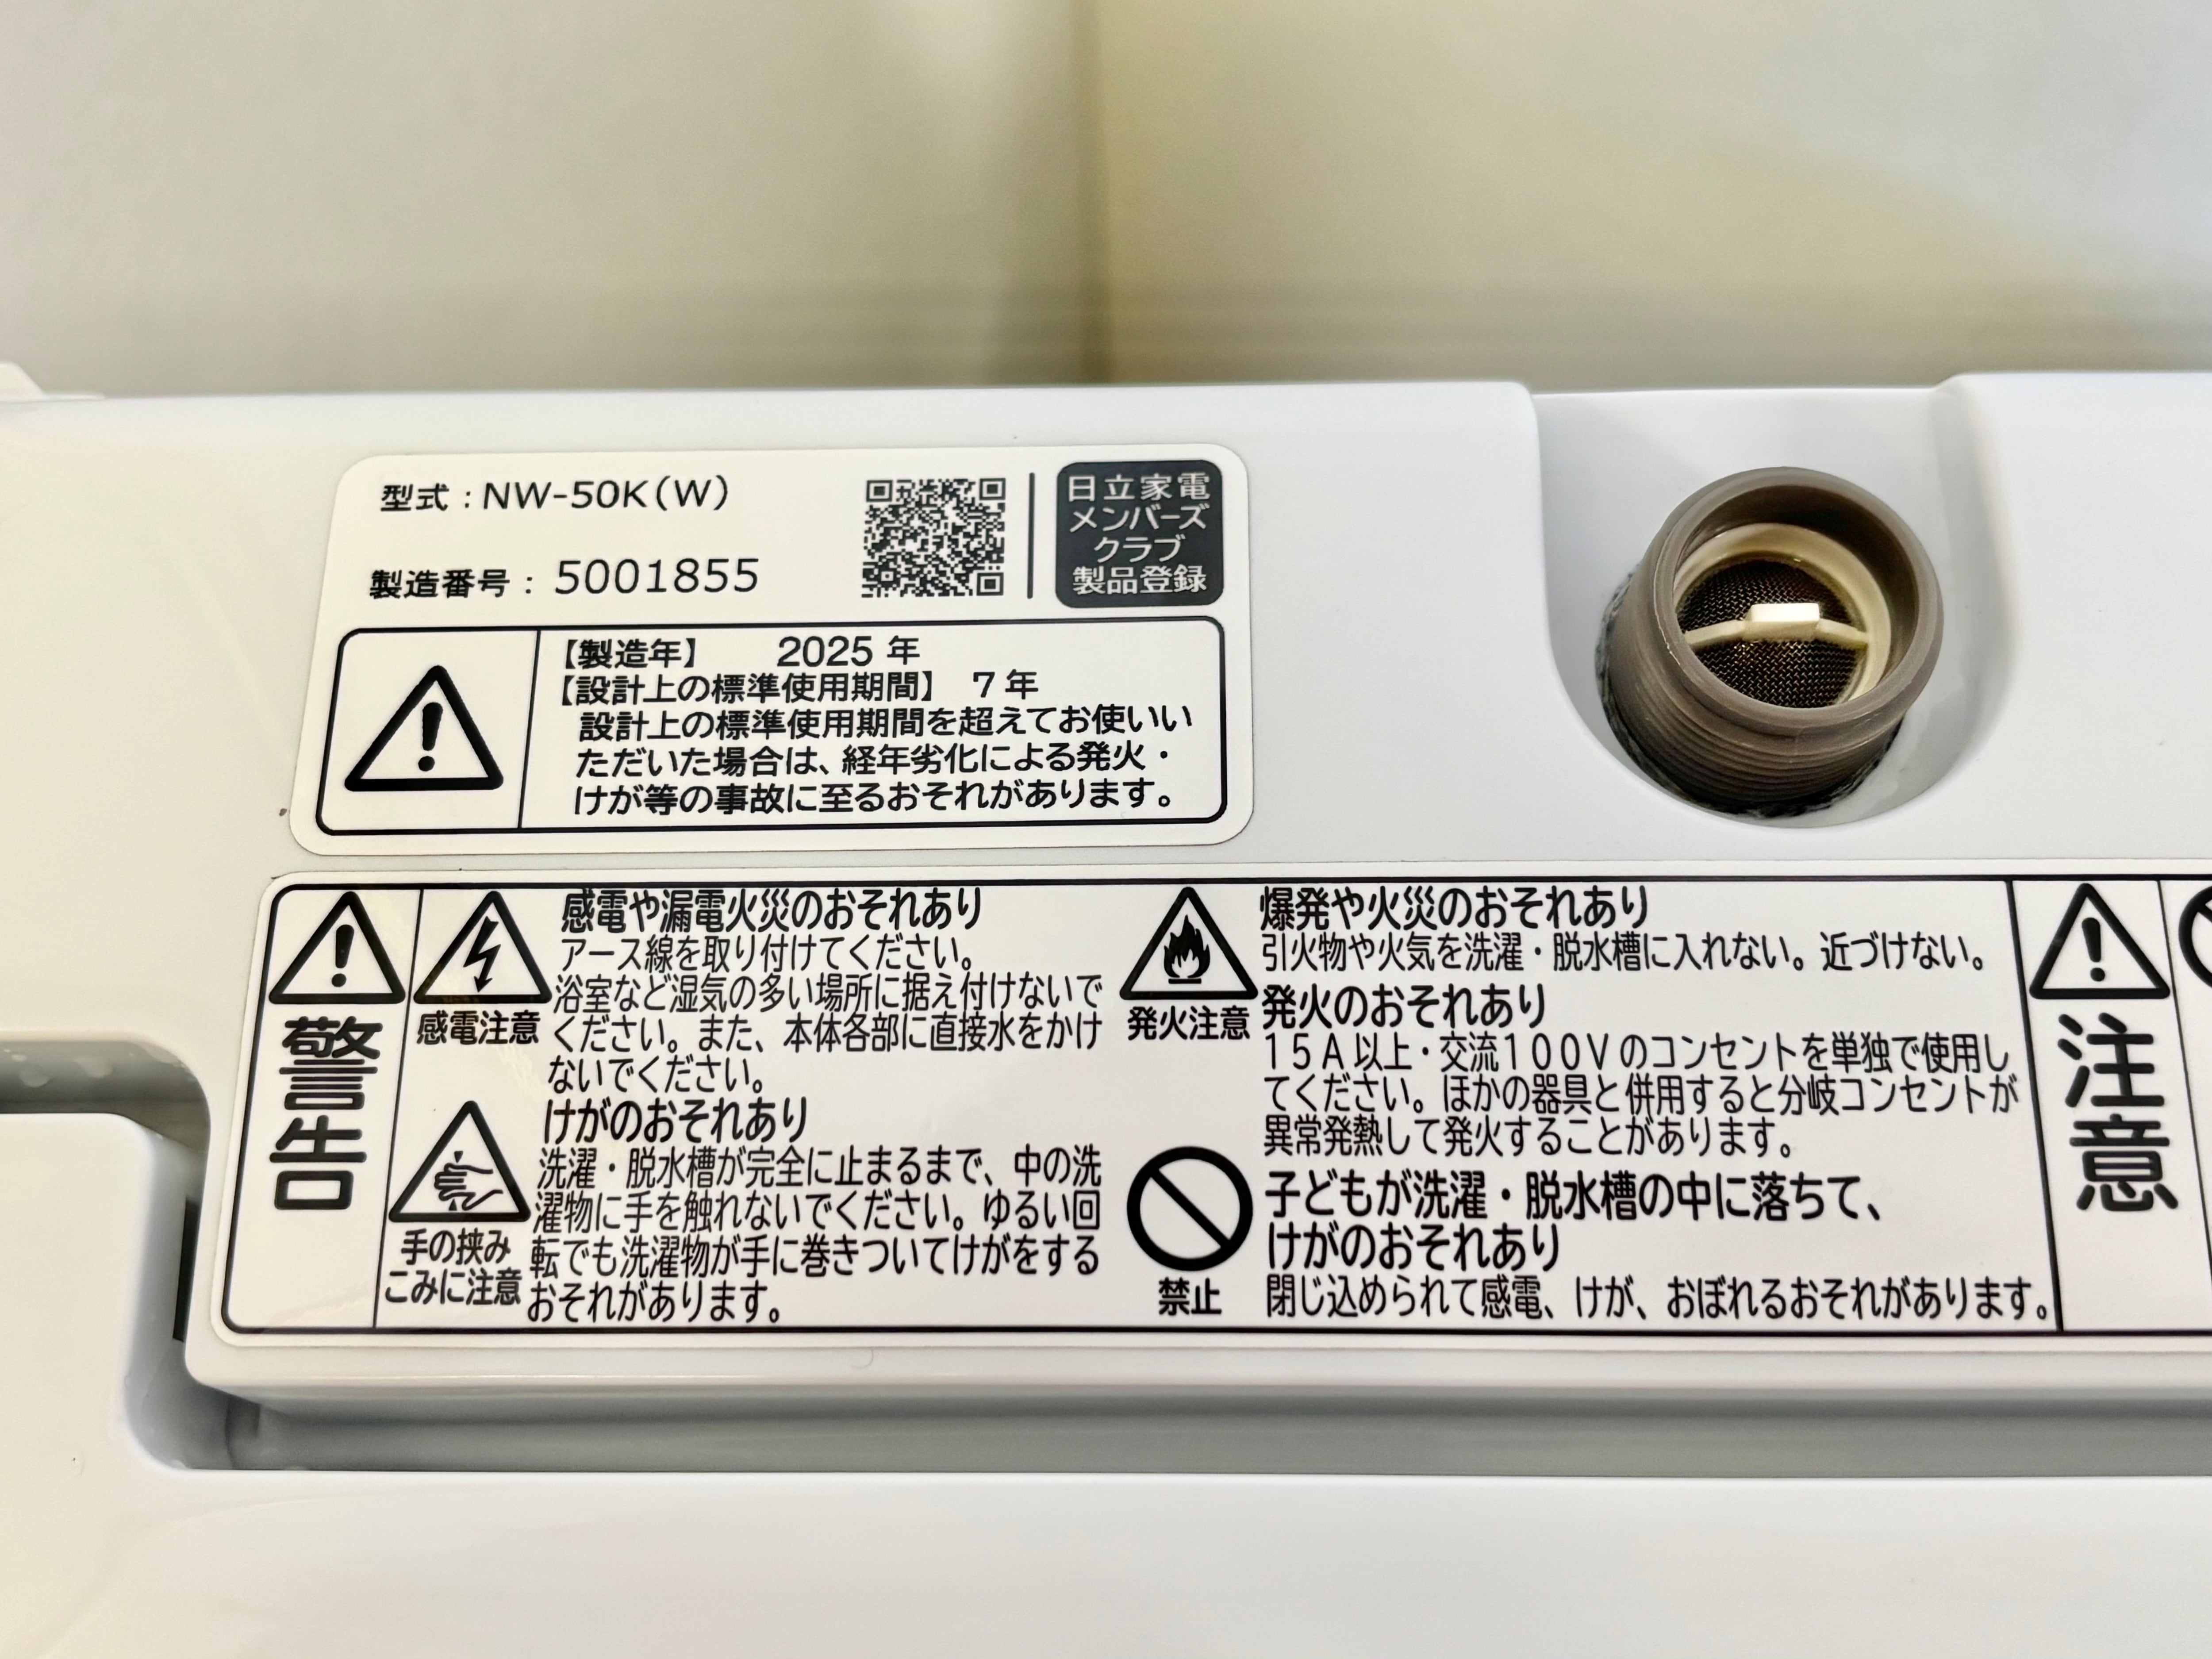 型式：NW-50K(W)
製造番号：5001855
日立家電
メンバーズ
クラブ
製品登録
【製造年】 2025 年
【設計上の標準使用期間】 7 年
設計上の標準使用期間を超えてお使いい
ただいた場合は、経年劣化による発火・
けが等の事故に至るおそれがあります。
警告
感電注意
感電や漏電火災のおそれあり
アース線を取り付けてください。
浴室など湿気の多い場所に据え付けないで
ください。また、本体各部に直接水をかけ
ないでください。
手の挟み
こみに注意
けがのおそれあり
洗濯・脱水槽が完全に止まるまで、中の洗
濯物に手を触れないでください。ゆるい回
転でも洗濯物が手に巻きついてけがをする
おそれがあります。
発火注意
爆発や火災のおそれあり
引火物や火気を洗濯・脱水槽に入れない。近づけない。
発火のおそれあり
15A以上・交流100Vのコンセントを単独で使用し
てください。ほかの器具と併用すると分岐コンセントが
異常発熱して発火することがあります。
禁止
子どもが洗濯・脱水槽の中に落ちて、
けがのおそれあり
閉じ込められて感電、けが、おぼれるおそれがあります。
注意